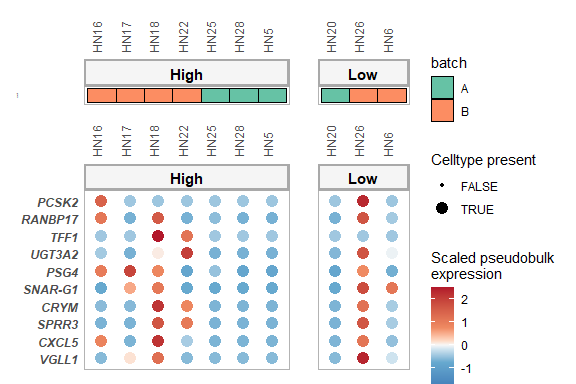 HN16 HN17 HN18 HN22 HN25 HN28 HN5 HN20 HN26 HN6
High Low
HN16 HN17 HN18 HN22 HN25 HN28 HN5 HN20 HN26 HN6
High Low
PCSK2
RANBP17
TFF1
UGT3A2
PSG4
SNAR-G1
CRYM
SPRR3
CXCL5
VGLL1
batch
A
B
Celltype present
FALSE
TRUE
Scaled pseudobulk
expression
2
1
0
-1